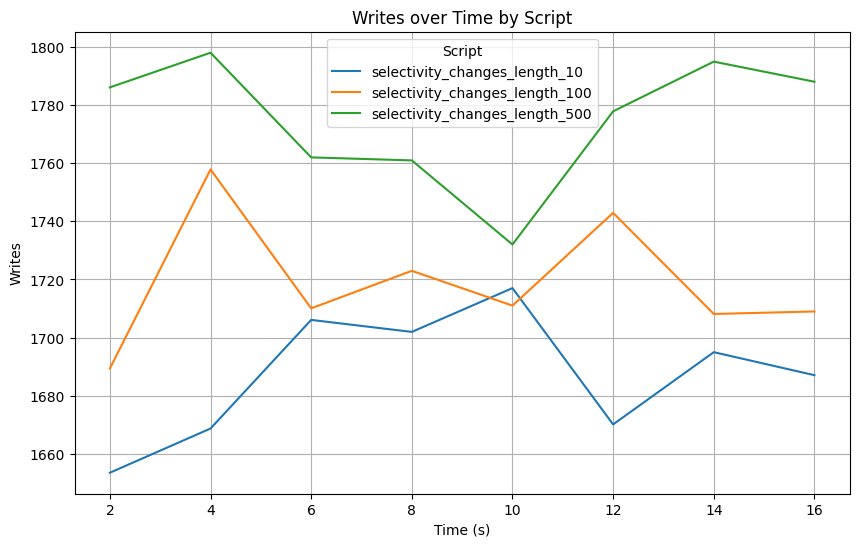 Writes over Time by Script
1800
1780
1760
1740
1720
1700
1680
1660
Writes
Script
selectivity_changes_length_10
selectivity_changes_length_100
selectivity_changes_length_500
2 4 6 8 10 12 14 16
Time (s)